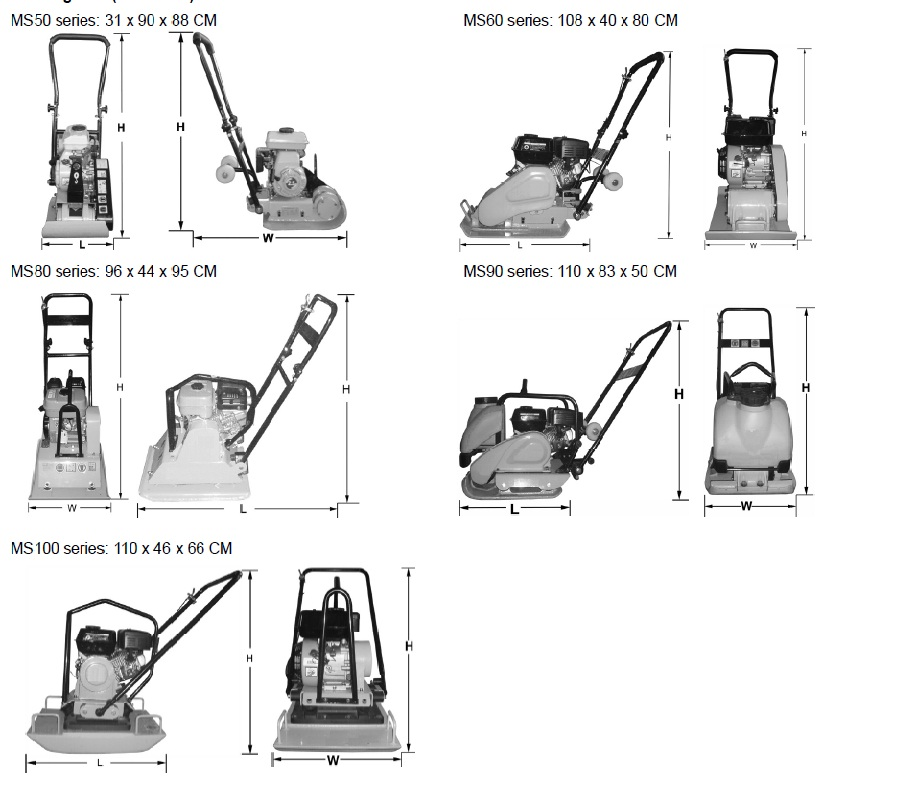 MS50 series: 31 x 90 x 88 CM
MS60 series: 108 x 40 x 80 CM
H
H
L
W
H
H
L
W
MS80 series: 96 x 44 x 95 CM
MS90 series: 110 x 83 x 50 CM
H
H
W
L
H
H
L
W
MS100 series: 110 x 46 x 66 CM
H
H
L
W